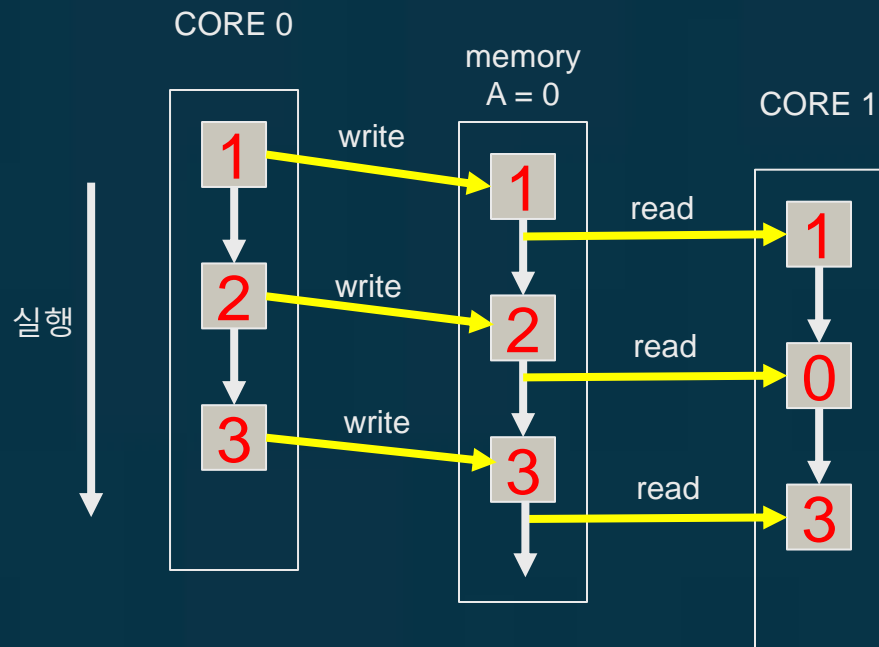 CORE 0
memory
A = 0
CORE 1
1
write
1
read
1
실행
2
write
2
read
0
3
write
3
read
3